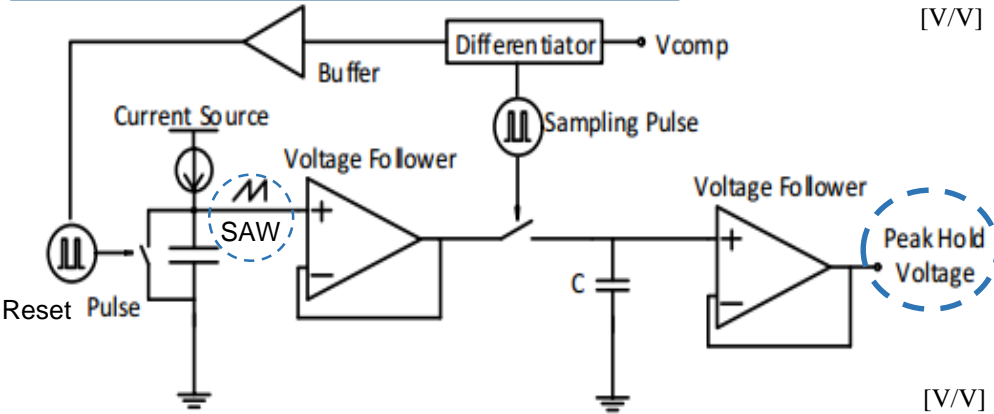 [V/V]
Differentiator
Vcomp
Buffer
Current Source
Sampling Pulse
Voltage Follower
Voltage Follower
SAW
Peak Hold
Voltage
C
Reset Pulse
[V/V]